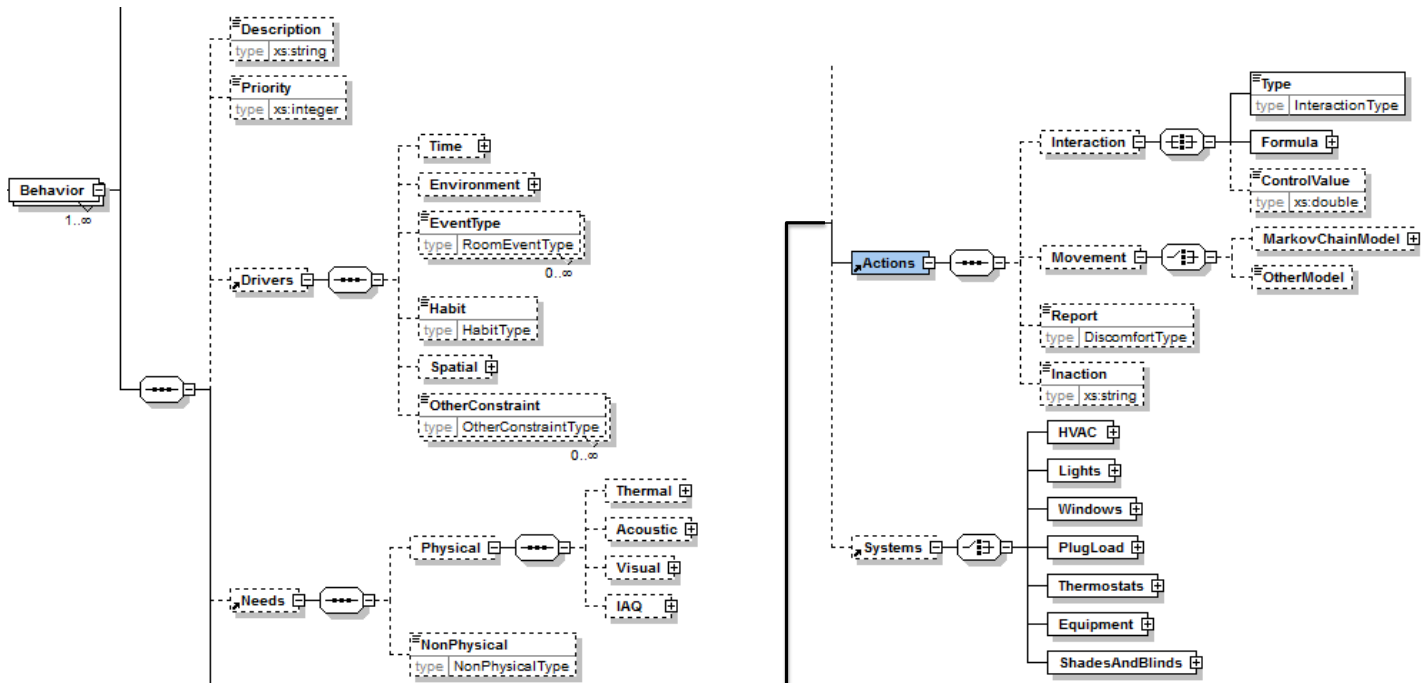 Description
type xs:string
Priority
type xs:integer
Behavior
1..∞
Drivers
Time
Environment
EventType
type RoomEventType
0..∞
Habit
type HabitType
Spatial
OtherConstraint
type OtherConstraintType
0..∞
Needs
Physical
Thermal
Acoustic
Visual
IAQ
NonPhysical
type NonPhysicalType
Actions
Interaction
Type
type InteractionType
Formula
ControlValue
type xs:double
Movement
MarkovChainModel
OtherModel
Report
type DiscomfortType
Inaction
type xs:string
Systems
HVAC
Lights
Windows
PlugLoad
Thermostats
Equipment
ShadesAndBlinds